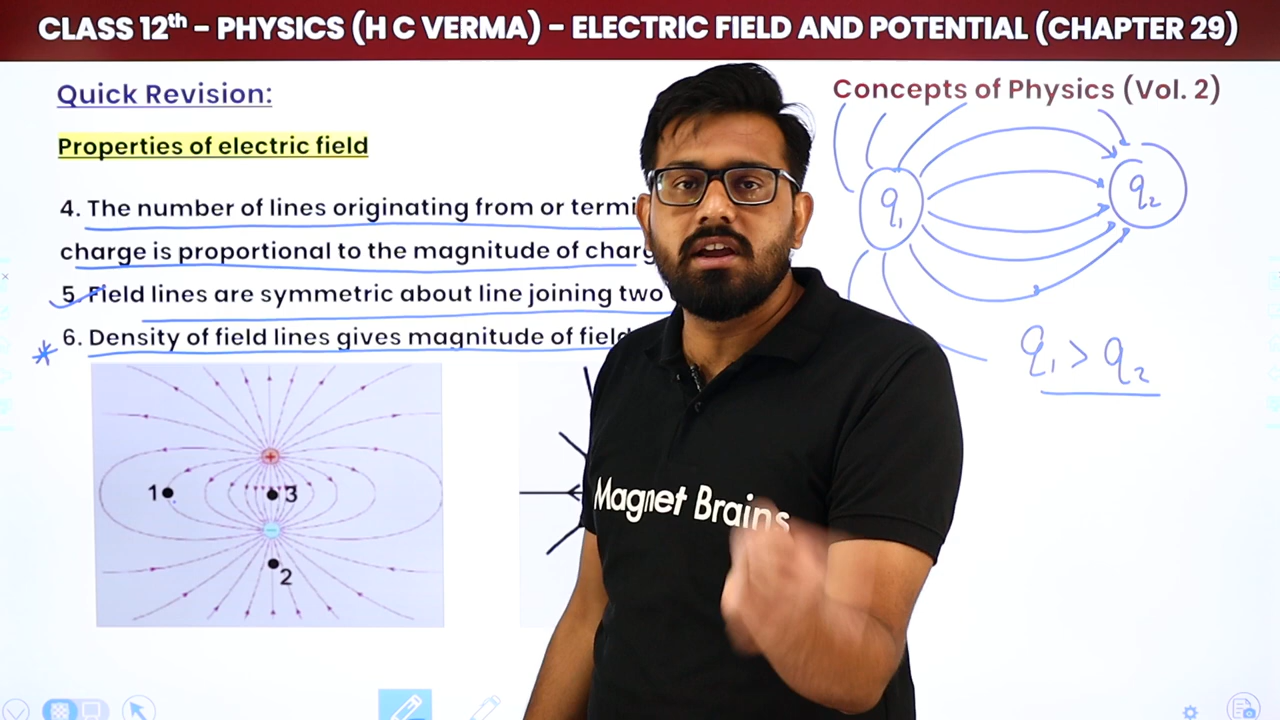 CLASS 12th – PHYSICS (H C VERMA) – ELECTRIC FIELD AND POTENTIAL (CHAPTER 29)
Quick Revision:
Concepts of Physics (Vol. 2)
Properties of electric field
4. The number of lines originating from or
charge is proportional to the magnitude of
5. Field lines are symmetric about line joining two
6. Density of field lines gives magnitude of field
q1
q2
q1 > q2
+
1
3
−
2
Magnet Brains